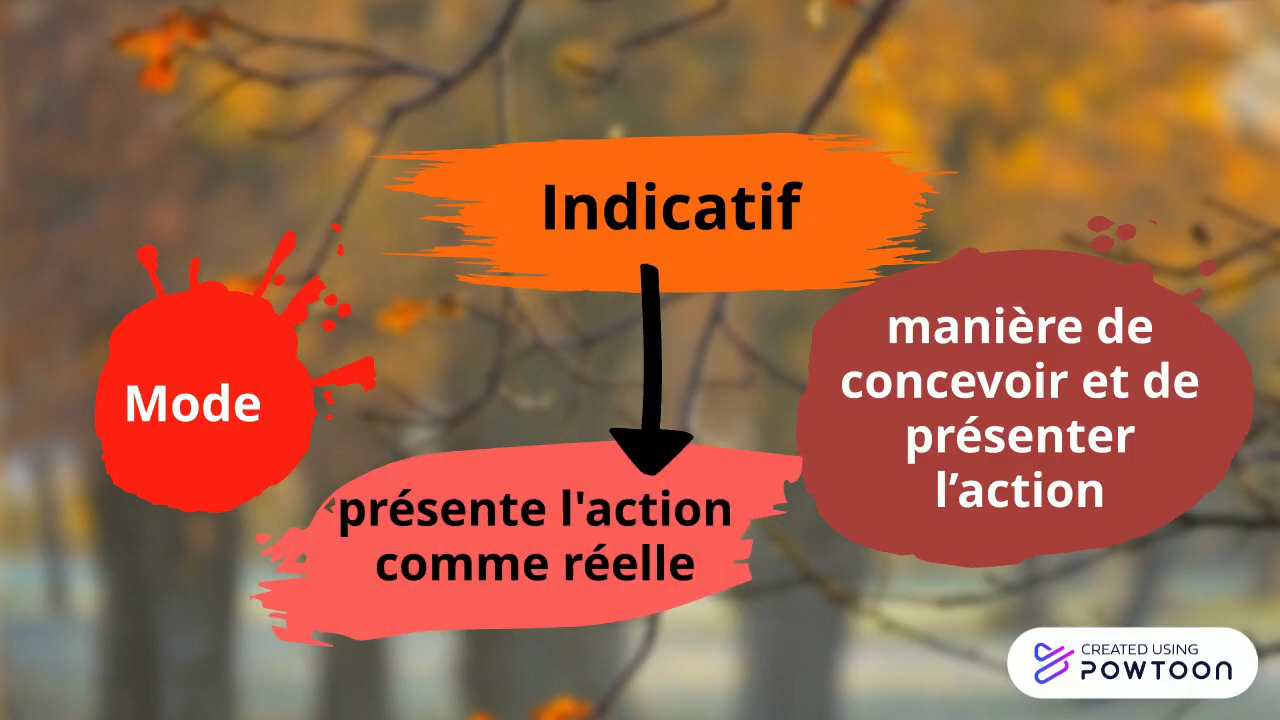 Indicatif
Mode
manière de
concevoir et de
présenter
l’action
présente l'action
comme réelle
CREATED USING
POWTOON